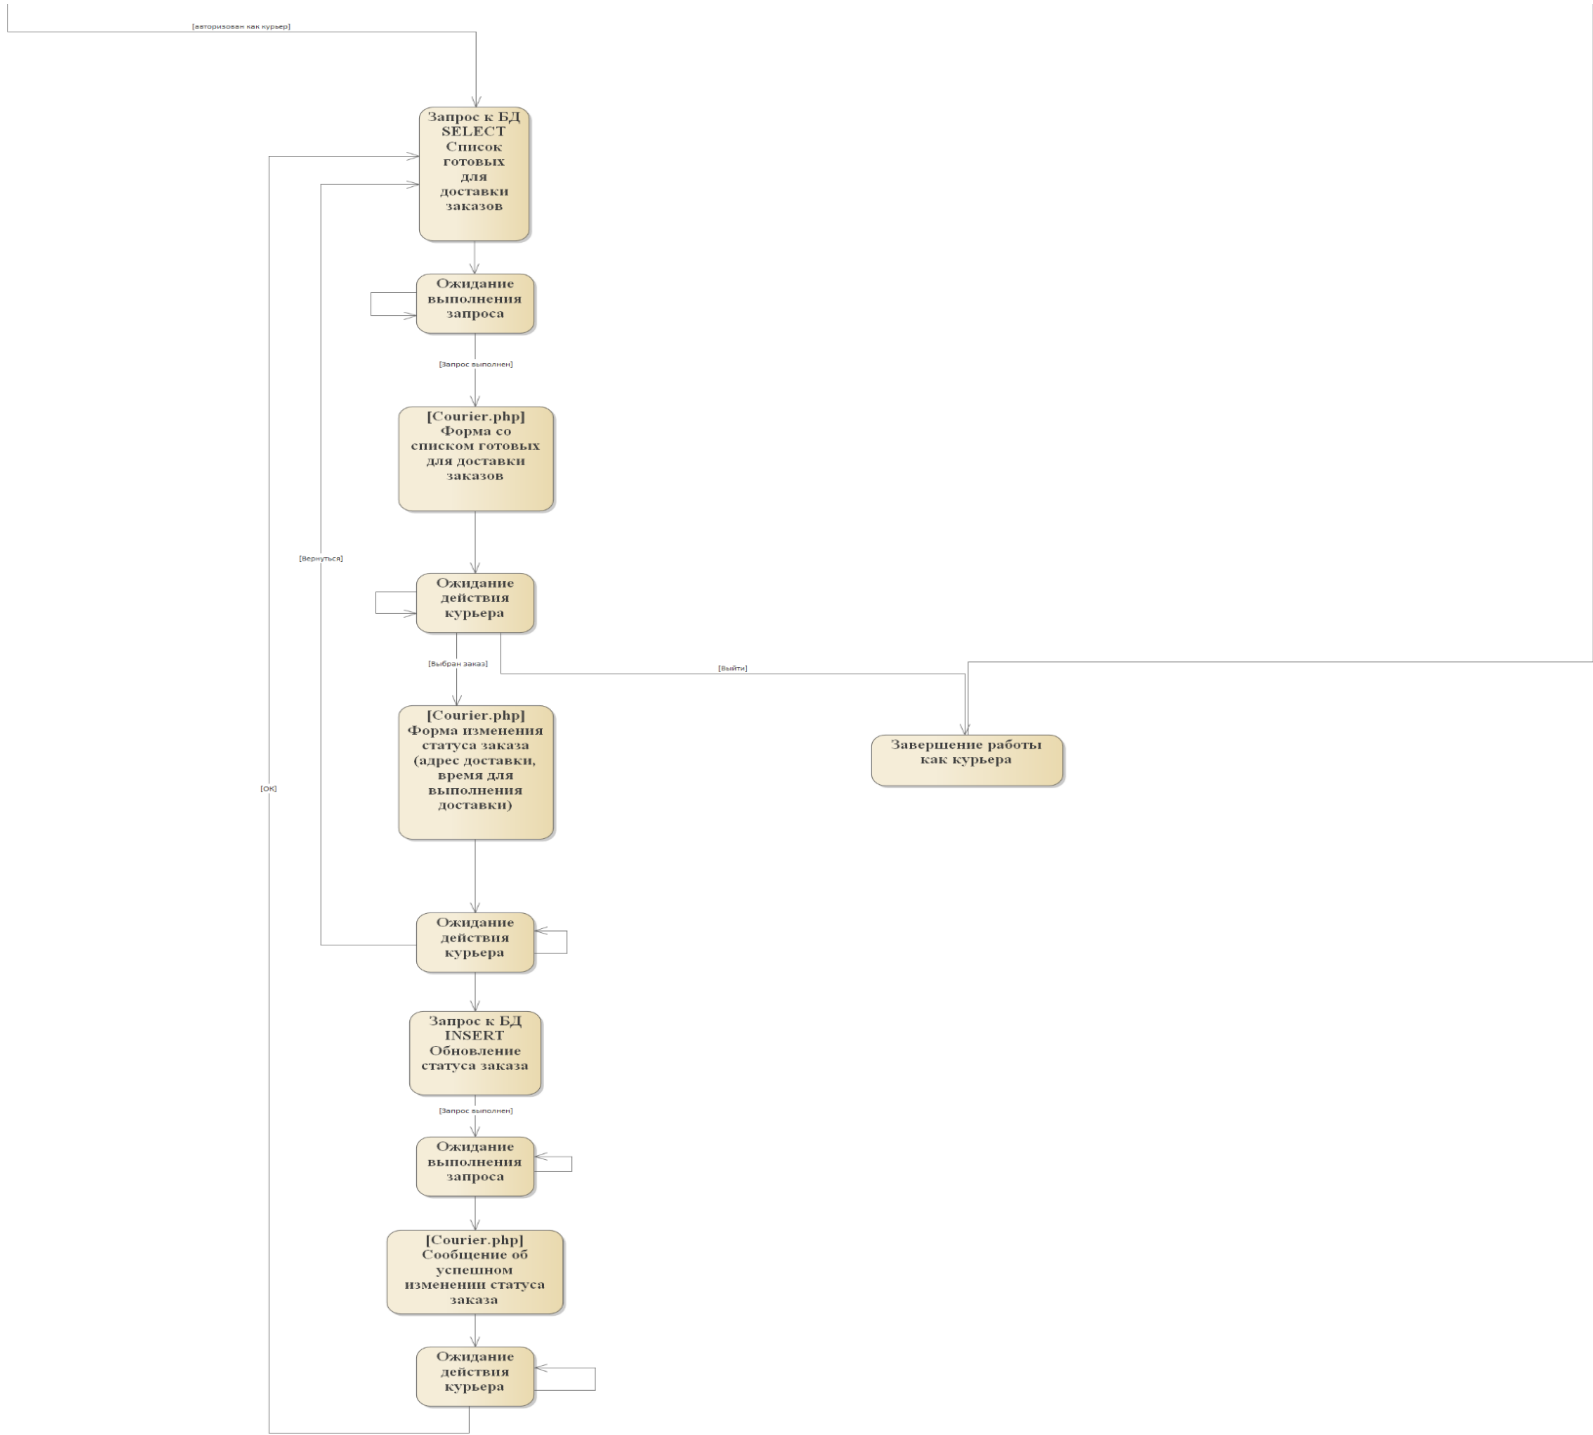 [авторизован как курьер]
Запрос к БД
SELECT
Список
готовых
для
доставки
заказов
Ожидание
выполнения
запроса
[Запрос выполнен]
[Courier.php]
Форма со
списком готовых
для доставки
заказов
[Вернуться]
Ожидание
действия
курьера
[Выбран заказ]
[Выйти]
[Courier.php]
Форма изменения
статуса заказа
(адрес доставки,
время для
выполнения
доставки)
Завершение работы
как курьера
[OK]
Ожидание
действия
курьера
Запрос к БД
INSERT
Обновление
статуса заказа
[Запрос выполнен]
Ожидание
выполнения
запроса
[Courier.php]
Сообщение об
успешном
изменении статуса
заказа
Ожидание
действия
курьера